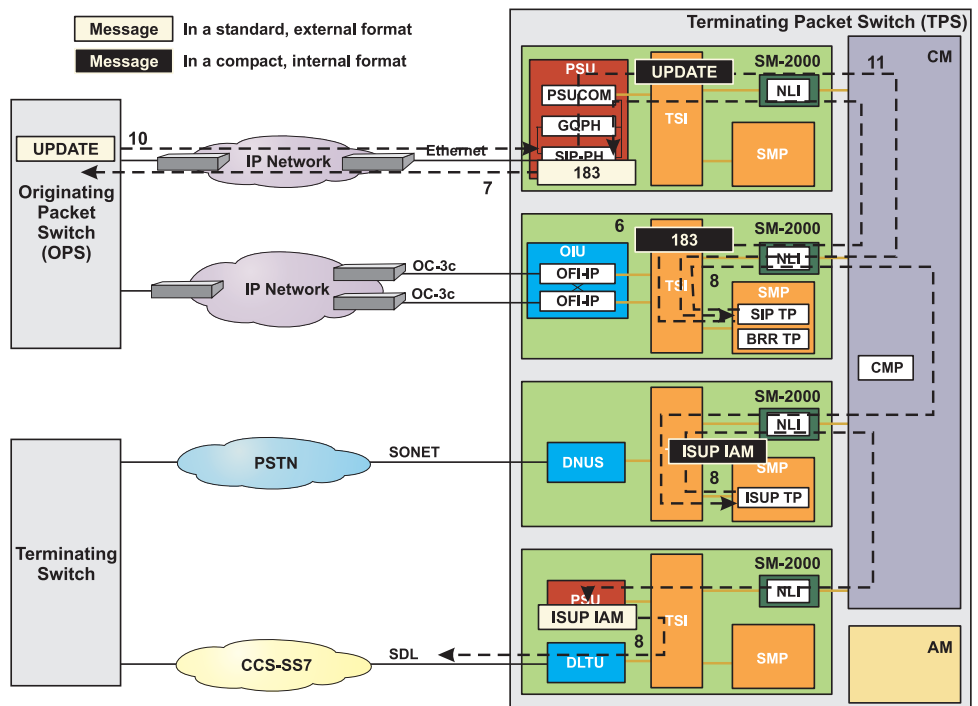 Terminating Packet Switch (TPS)
Message In a standard, external format
Message In a compact, internal format
SM-2000
11
CM
PSU
UPDATE
PSUCOM
NLI
TSI
GQPH
SIP-PH
SMP
183
UPDATE
10
IP Network
Ethernet
7
Originating
Packet
Switch
(OPS)
6
183
SM-2000
OIU
NLI
OC-3c
OFI-IP
TSI
8
SMP
IP Network
OC-3c
OFI-IP
SIP TP
BRR TP
CMP
SM-2000
NLI
PSTN
SONET
DNUS
ISUP IAM
SMP
8
ISUP TP
Terminating
Switch
SM-2000
PSU
NLI
ISUP IAM
TSI
8
CCS-SS7
SDL
DLTU
SMP
AM